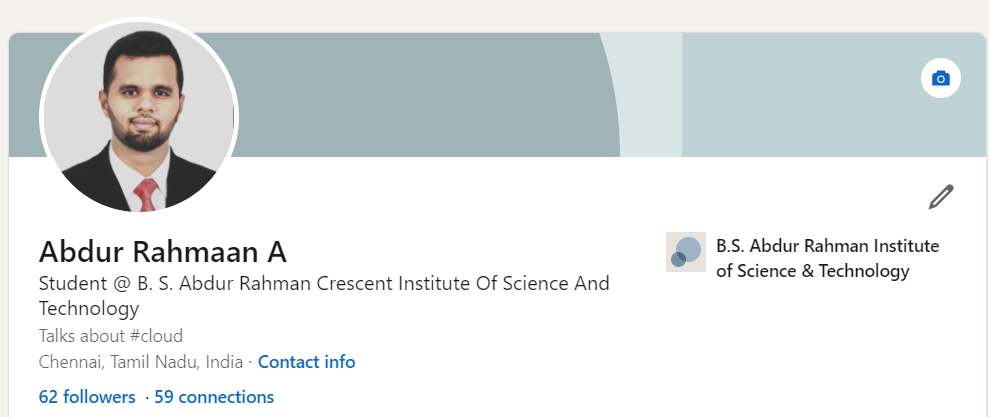 Abdur Rahmaan A
Student @ B. S. Abdur Rahman Crescent Institute Of Science And
Technology
Talks about #cloud
Chennai, Tamil Nadu, India · Contact info
62 followers · 59 connections
B.S. Abdur Rahman Institute
of Science & Technology